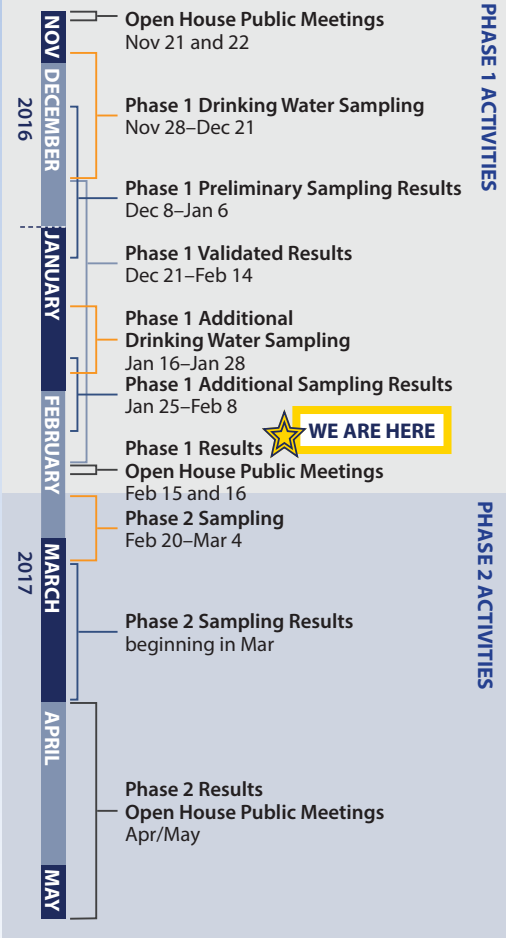 PHASE 1 ACTIVITIES
NOV
DECEMBER
2016
JANUARY
FEBRUARY
MARCH
2017
APRIL
MAY
Open House Public Meetings
Nov 21 and 22
Phase 1 Drinking Water Sampling
Nov 28–Dec 21
Phase 1 Preliminary Sampling Results
Dec 8–Jan 6
Phase 1 Validated Results
Dec 21–Feb 14
Phase 1 Additional
Drinking Water Sampling
Jan 16–Jan 28
Phase 1 Additional Sampling Results
Jan 25–Feb 8
WE ARE HERE
Phase 1 Results
Open House Public Meetings
Feb 15 and 16
PHASE 2 ACTIVITIES
Phase 2 Sampling
Feb 20–Mar 4
Phase 2 Sampling Results
beginning in Mar
Phase 2 Results
Open House Public Meetings
Apr/May